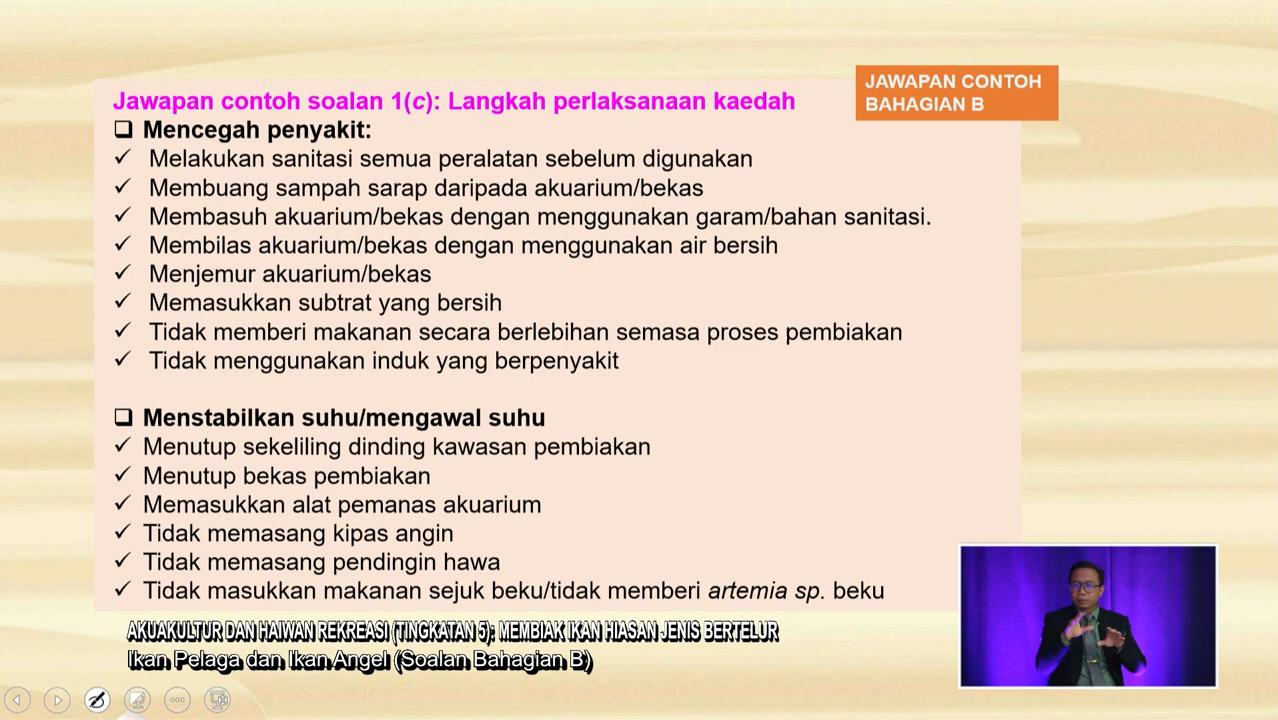 JAWAPAN CONTOH
BAHAGIAN B
Jawapan contoh soalan 1(c): Langkah perlaksanaan kaedah
❑ Mencegah penyakit:
✓ Melakukan sanitasi semua peralatan sebelum digunakan
✓ Membuang sampah sarap daripada akuarium/bekas
✓ Membasuh akuarium/bekas dengan menggunakan garam/bahan sanitasi.
✓ Membilas akuarium/bekas dengan menggunakan air bersih
✓ Menjemur akuarium/bekas
✓ Memasukkan subtrat yang bersih
✓ Tidak memberi makanan secara berlebihan semasa proses pembiakan
✓ Tidak menggunakan induk yang berpenyakit
❑ Menstabilkan suhu/mengawal suhu
✓ Menutup sekeliling dinding kawasan pembiakan
✓ Menutup bekas pembiakan
✓ Memasukkan alat pemanas akuarium
✓ Tidak memasang kipas angin
✓ Tidak memasang pendingin hawa
✓ Tidak masukkan makanan sejuk beku/tidak memberi artemia sp. beku
AKUAKULTUR DAN HAIWAN REKREASI (TINGKATAN 5): MEMBIAK IKAN HIASAN JENIS BERTELUR
Ikan Pelaga dan Ikan Angel (Soalan Bahagian B)